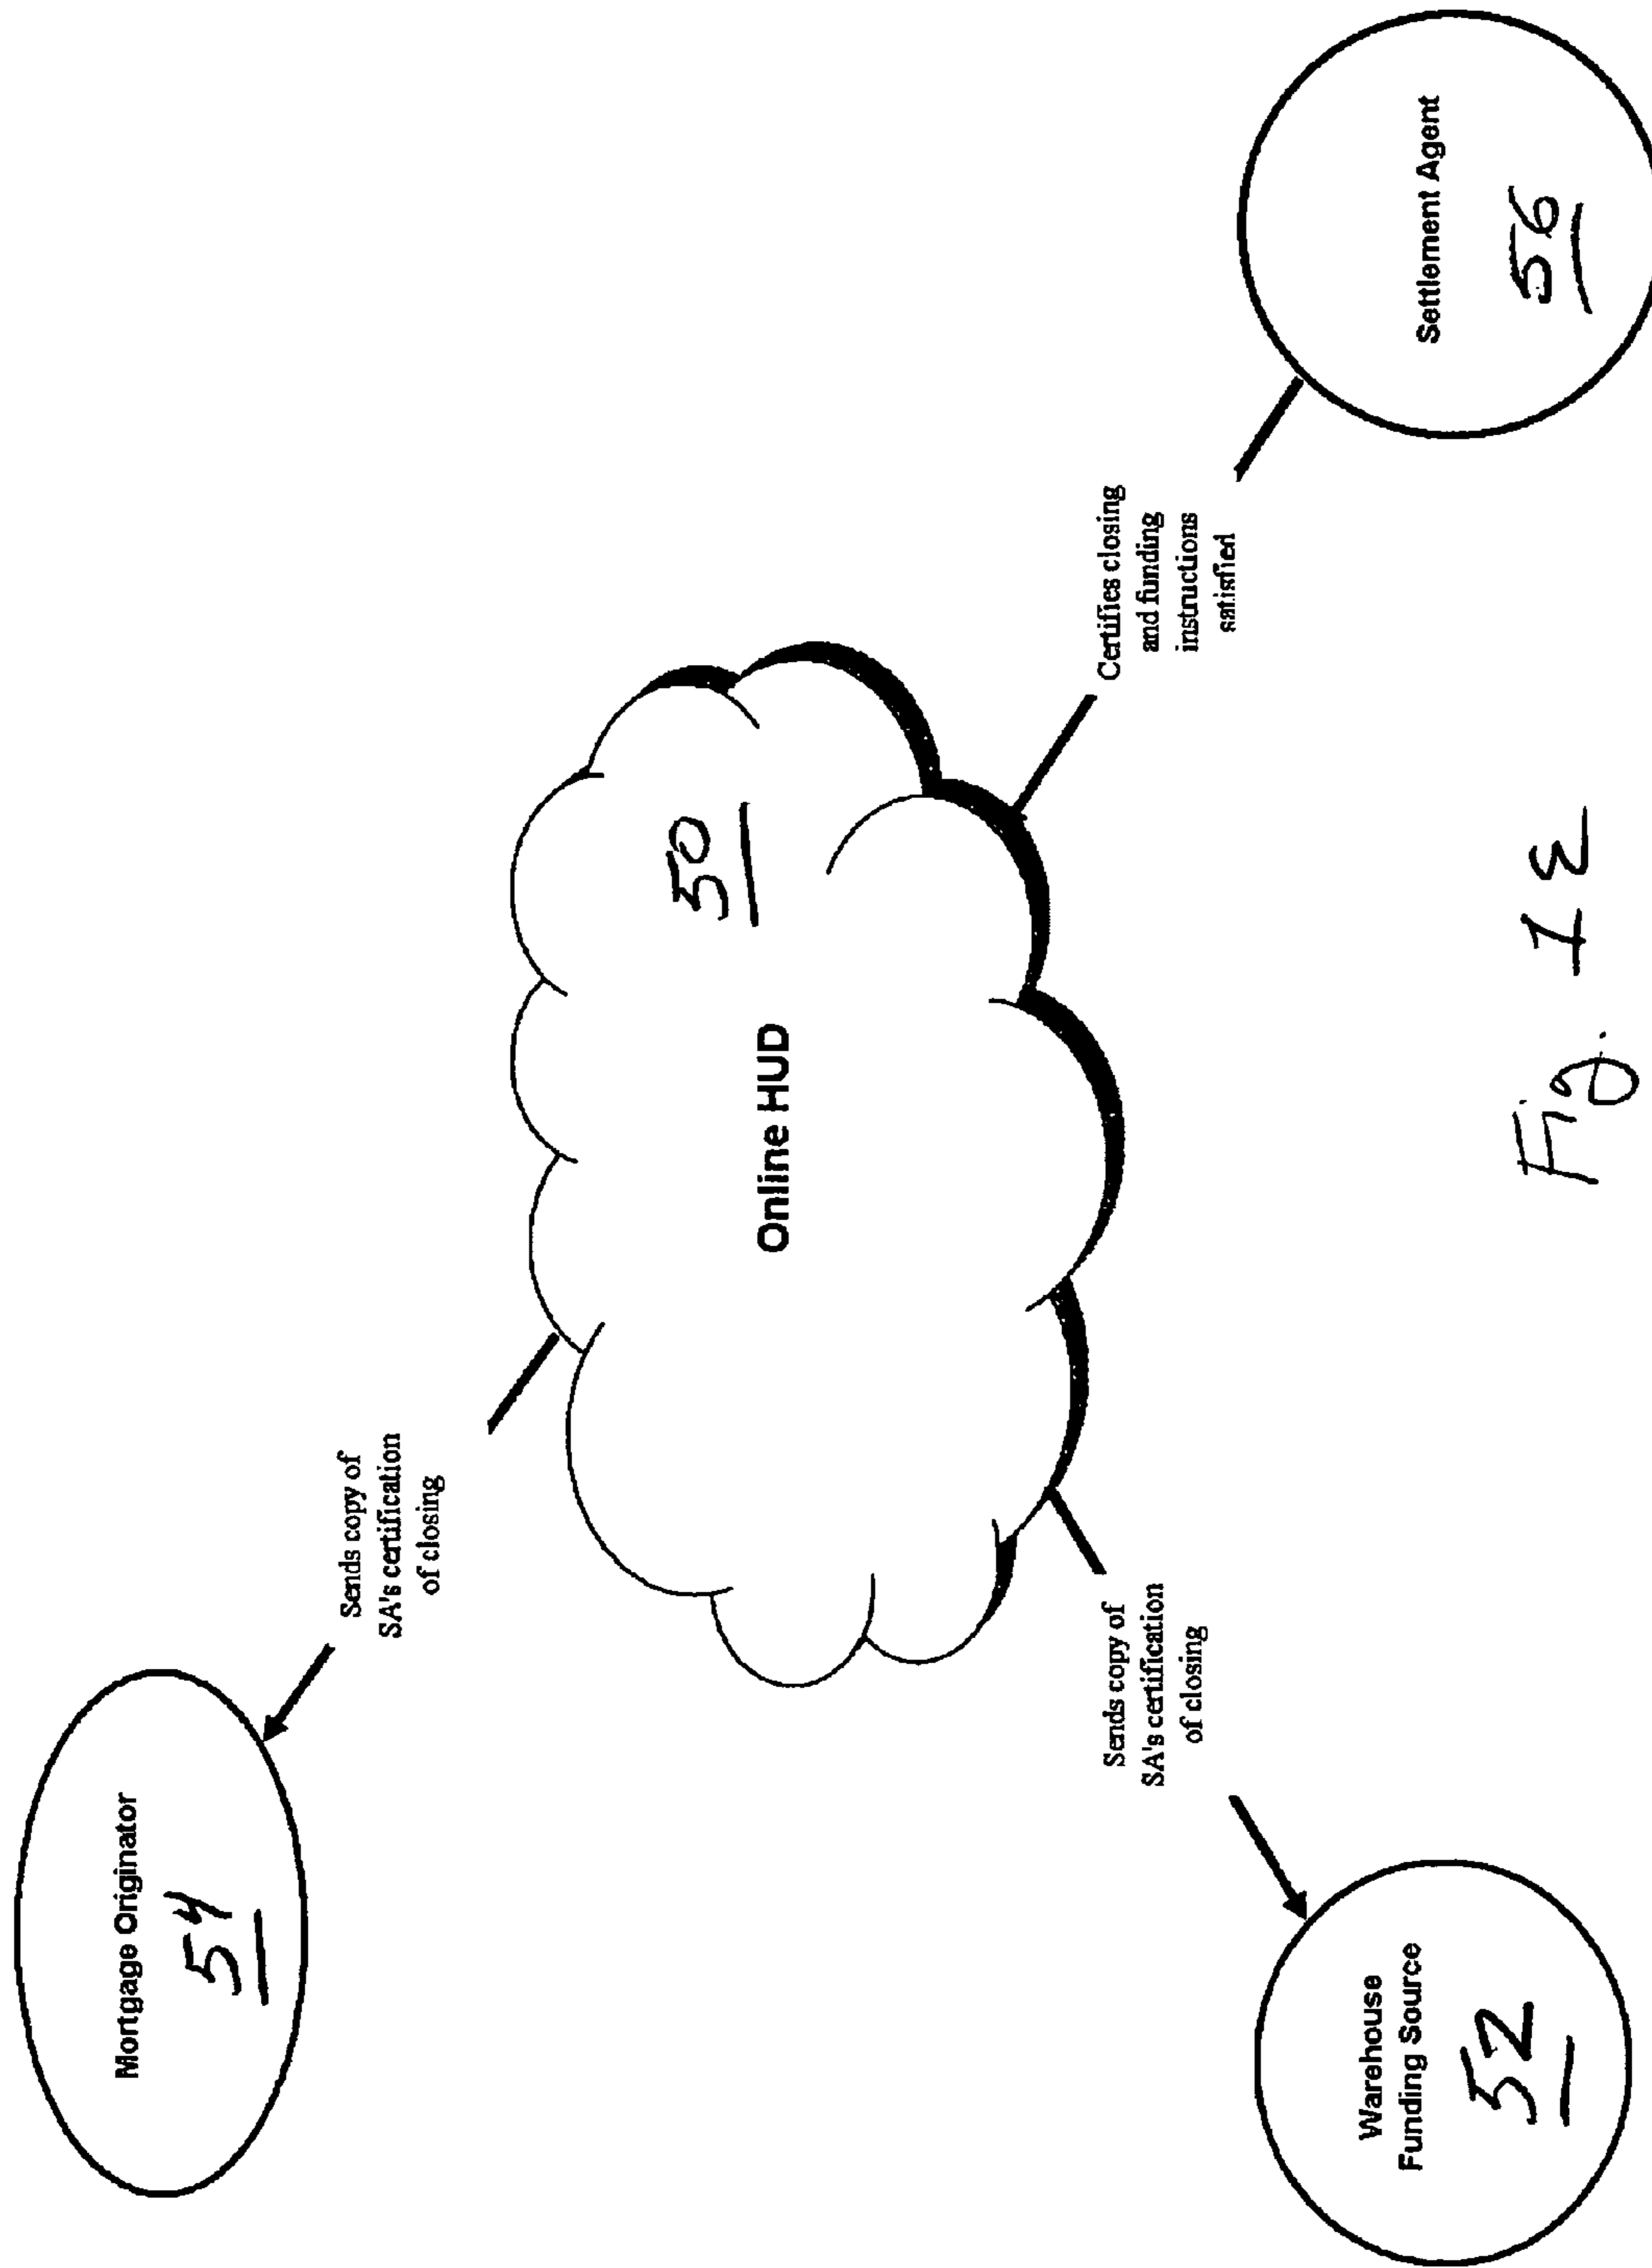 Mortgage Originator
54
Sends copy of
SA's certification
of closing
Online HUD
50
Warehouse
Funding Source
52
Sends copy of
SA's certification
of closing
Certifies closing
and funding
instructions
satisfied
Settlement Agent
56
Fig. 1E